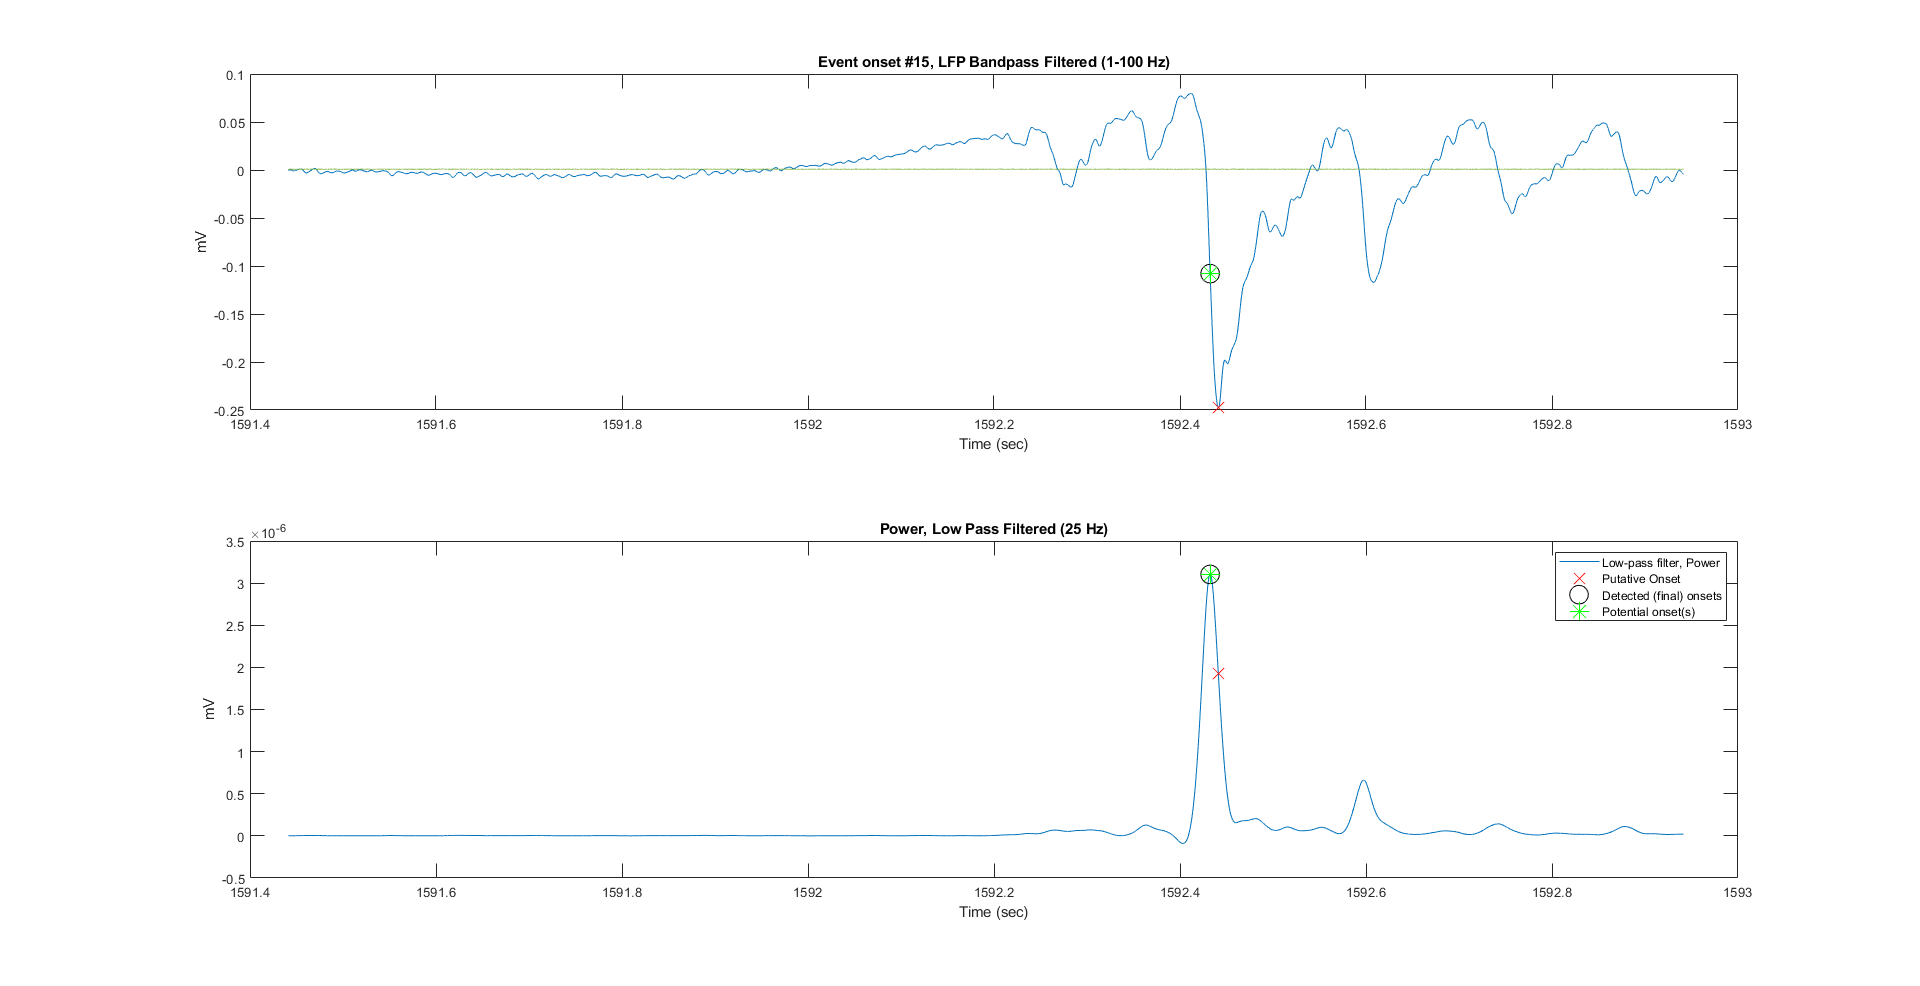 Event onset #15, LFP Bandpass Filtered (1-100 Hz)
0.1
0.05
0
-0.05
-0.1
-0.15
-0.2
-0.25
mV
1591.4 1591.6 1591.8 1592 1592.2 1592.4 1592.6 1592.8 1593
Time (sec)
Power, Low Pass Filtered (25 Hz)
×10-6
3.5
3
2.5
2
1.5
1
0.5
0
-0.5
mV
Low-pass filter, Power
Putative Onset
Detected (final) onsets
Potential onset(s)
1591.4 1591.6 1591.8 1592 1592.2 1592.4 1592.6 1592.8 1593
Time (sec)